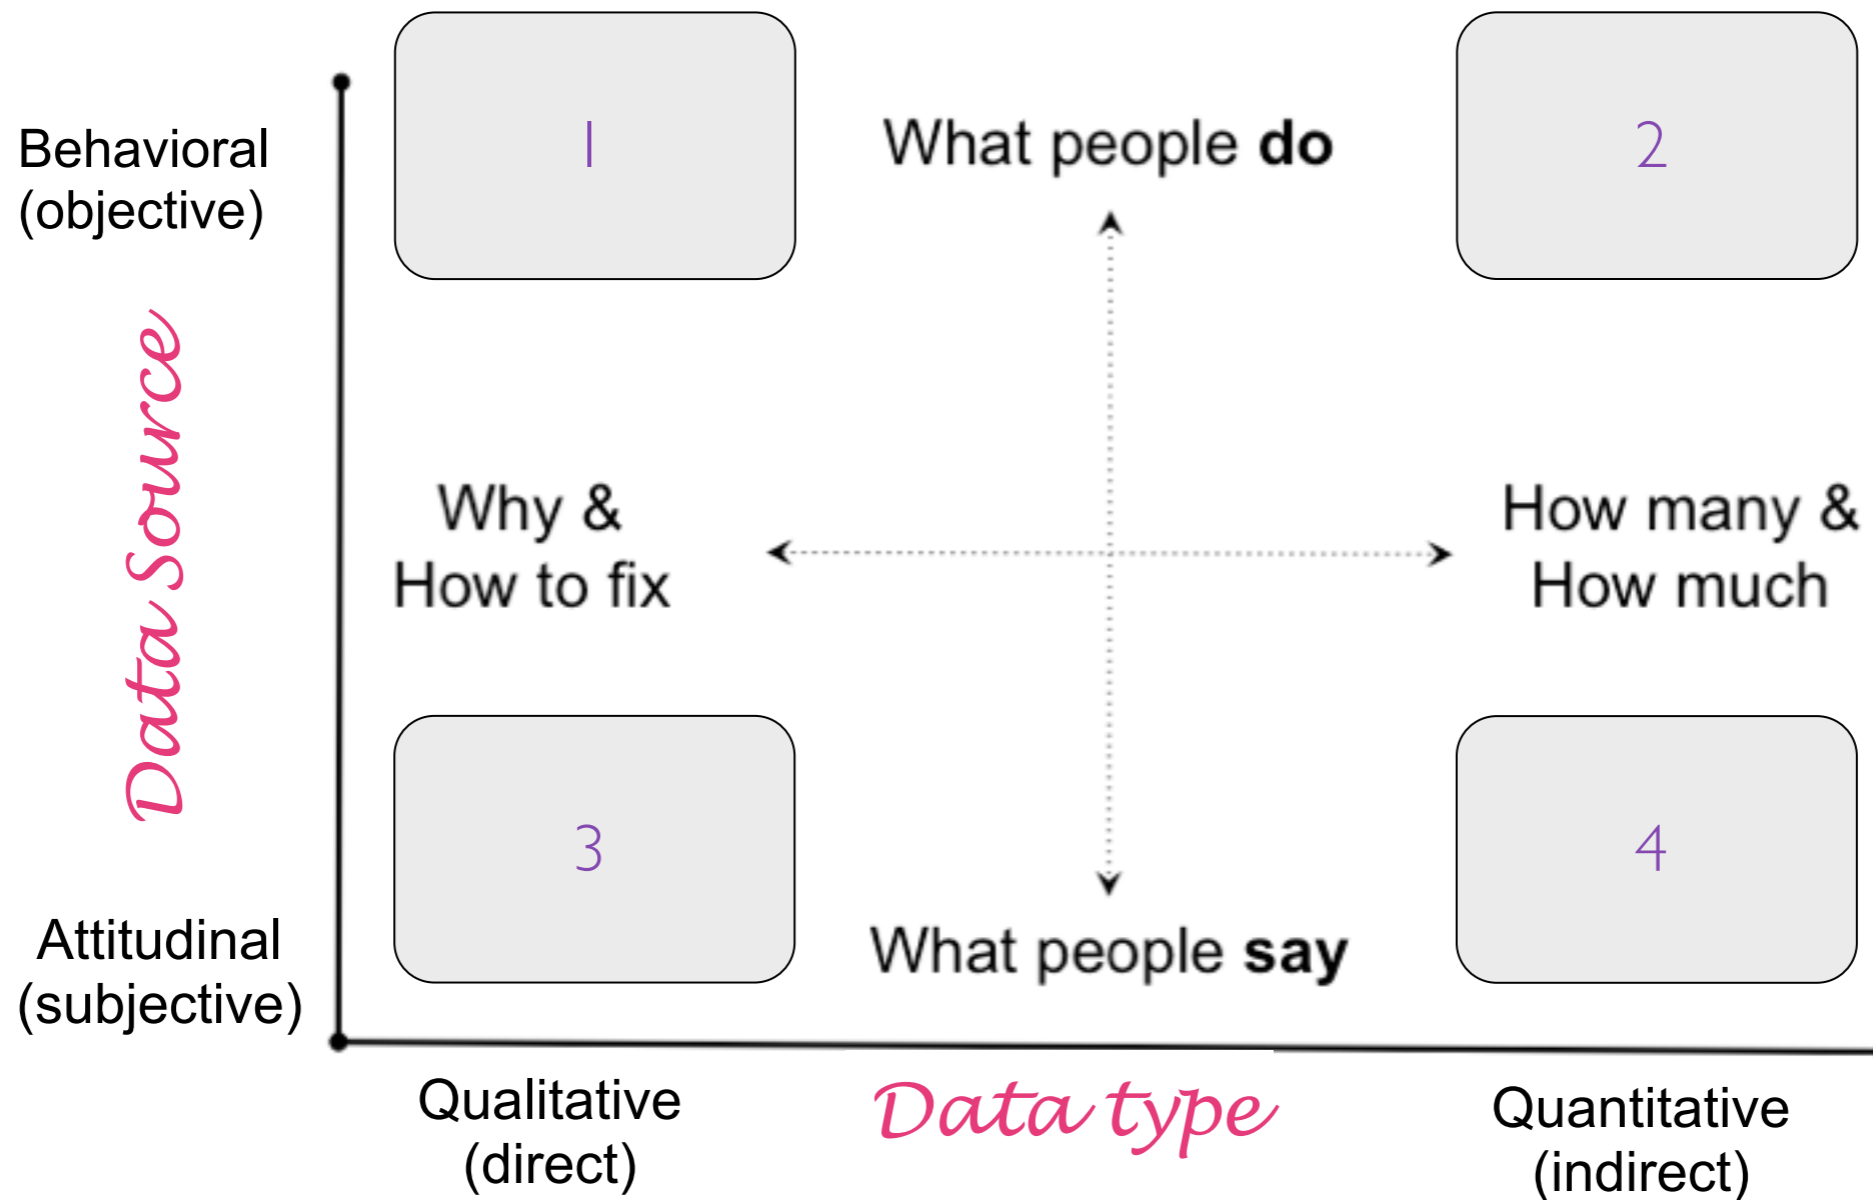 1
What people do
2
Behavioral
(objective)
Data Source
Why &
How to fix
How many &
How much
3
4
Attitudinal
(subjective)
What people say
Qualitative
(direct)
Data type
Quantitative
(indirect)